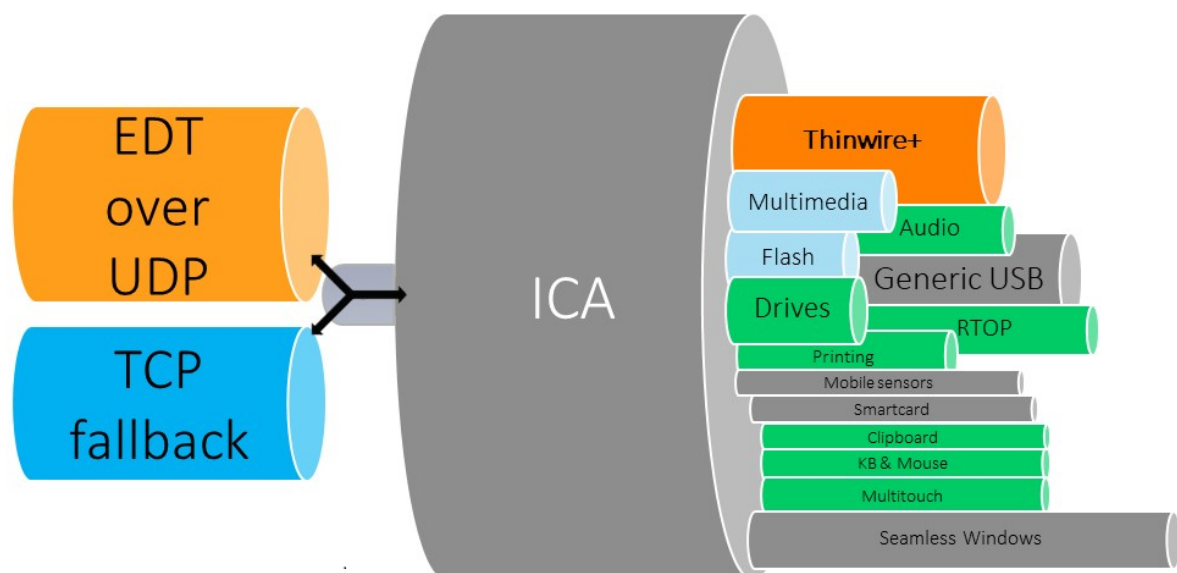 EDT
over
UDP
TCP
fallback
ICA
Thinwire+
Multimedia
Audio
Flash
Generic USB
Drives
RTOP
Printing
Mobile sensors
Smartcard
Clipboard
KB & Mouse
Multitouch
Seamless Windows